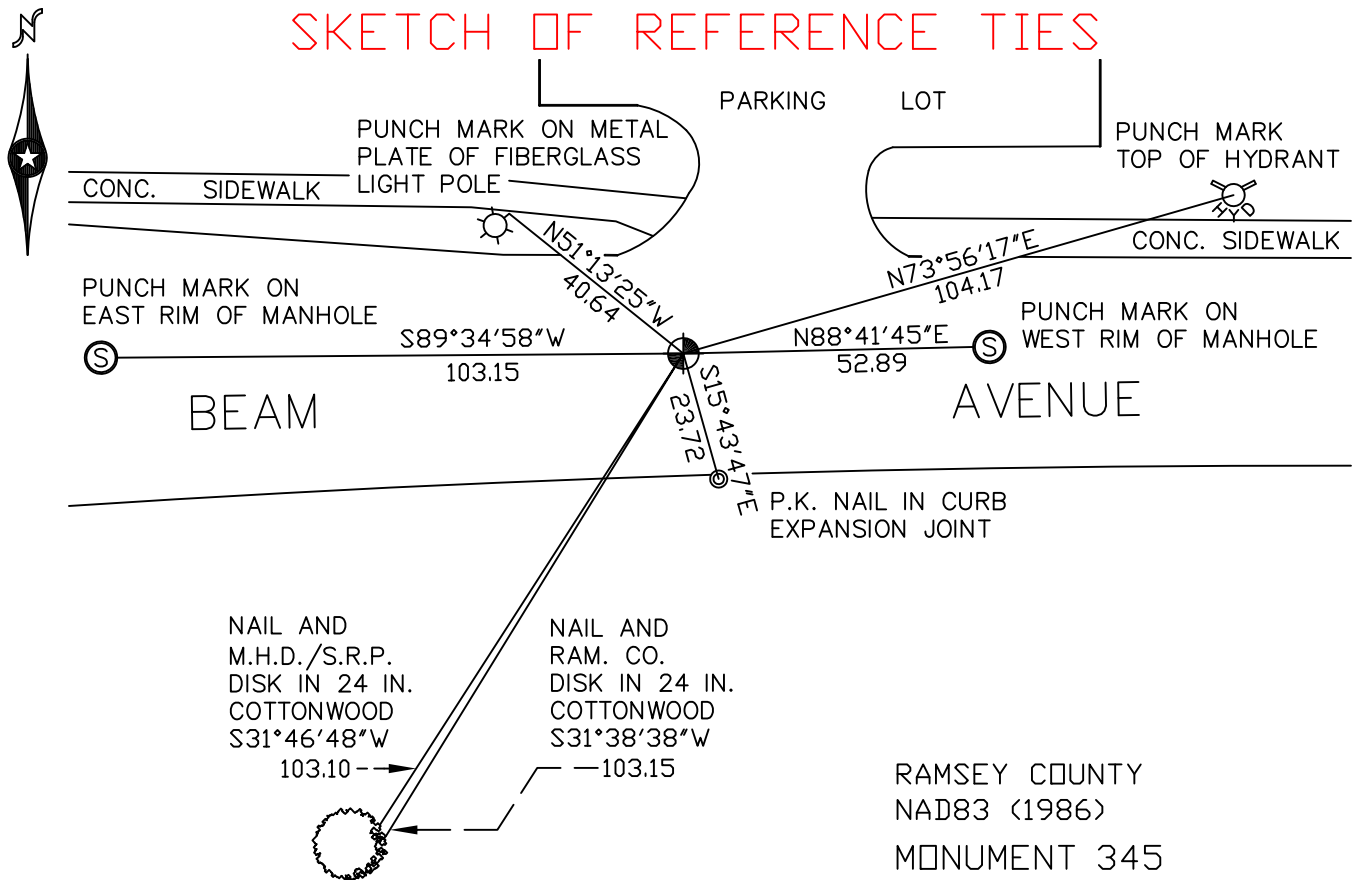 N
SKETCH OF REFERENCE TIES
PARKING LOT
PUNCH MARK ON METAL
PLATE OF FIBERGLASS
LIGHT POLE
PUNCH MARK
TOP OF HYDRANT
HYD
CONC. SIDEWALK
CONC. SIDEWALK
N51°13'25"W
40.64
N73°56'17"E
104.17
PUNCH MARK ON
EAST RIM OF MANHOLE
PUNCH MARK ON
WEST RIM OF MANHOLE
S
S89°34'58"W
103.15
N88°41'45"E
52.89
S
BEAM AVENUE
S15°43'47"E
23.72
P.K. NAIL IN CURB
EXPANSION JOINT
NAIL AND
M.H.D./S.R.P.
DISK IN 24 IN.
COTTONWOOD
S31°46'48"W
103.10
NAIL AND
RAM. CO.
DISK IN 24 IN.
COTTONWOOD
S31°38'38"W
103.15
RAMSEY COUNTY
NAD83 (1986)
MONUMENT 345